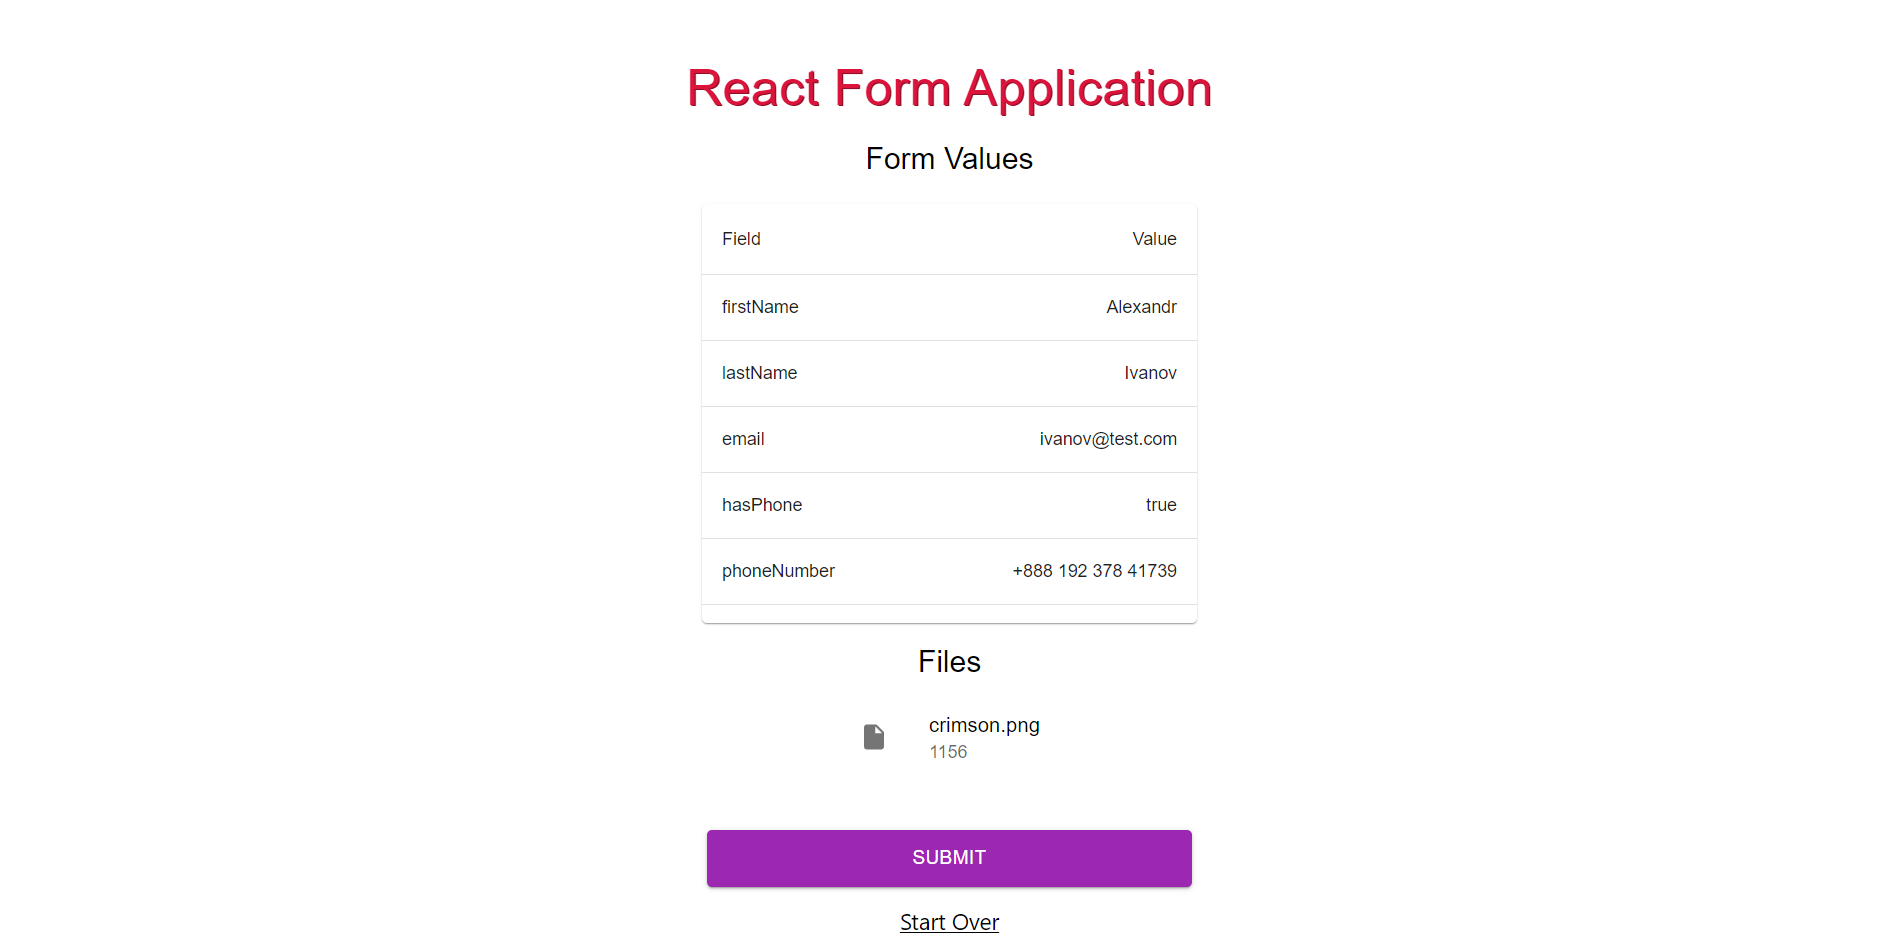 React Form Application
Form Values
Field Value
firstName Alexandr
lastName Ivanov
email ivanov@test.com
hasPhone true
phoneNumber +888 192 378 41739
Files
crimson.png
1156
SUBMIT
Start Over